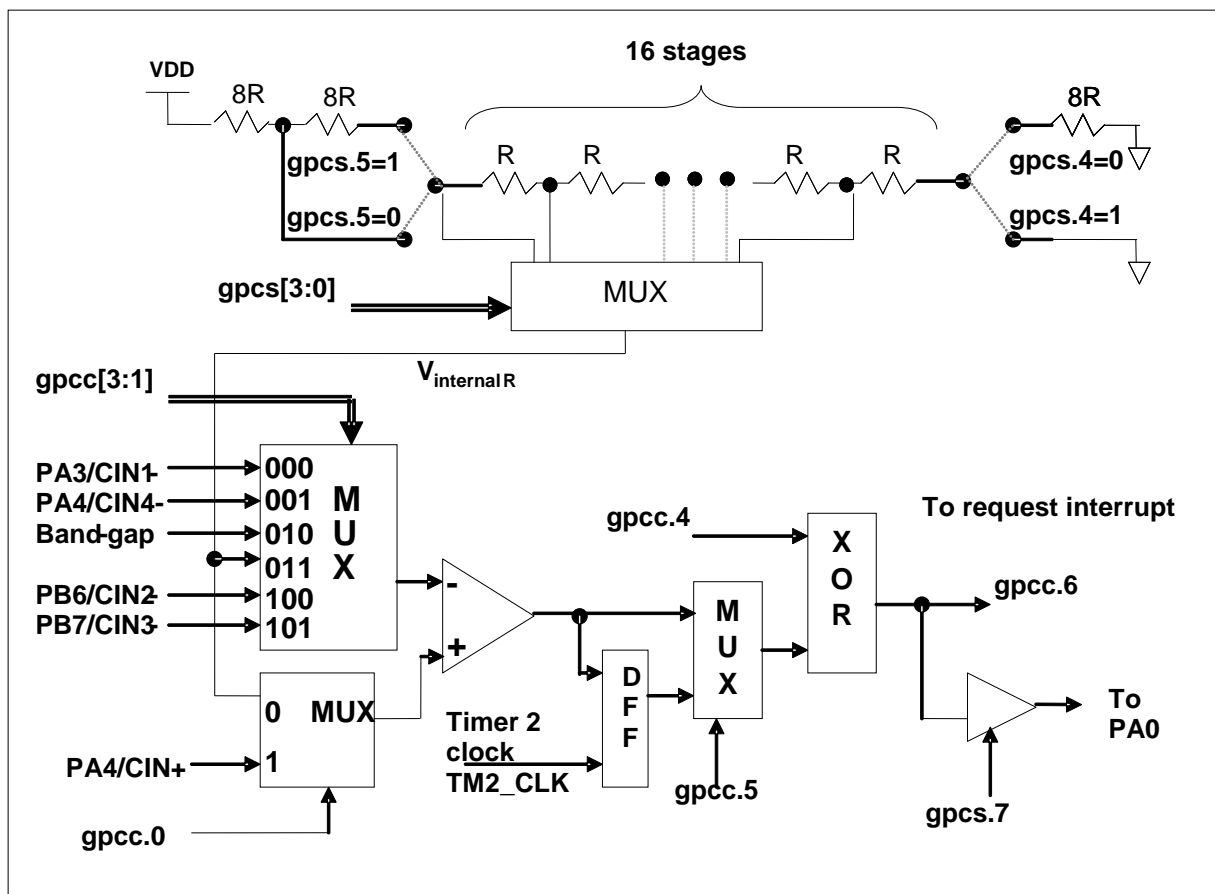 16 stages
VDD
8R
8R
8R
gpcs.5=1
R
R
R
R
gpcs.4=0
gpcs.5=0
gpcs.4=1
gpcs[3:0]
MUX
VinternalR
gpcc[3:1]
PA3/CIN1-
PA4/CIN4-
Band-gap
PB6/CIN2-
PB7/CIN3-
000
001
010
011
100
101
M
U
X
-
+
gpcc.4
X
O
R
To request interrupt
gpcc.6
M
U
X
D
F
F
0
MUX
1
PA4/CIN+
gpcc.0
Timer 2
clock
TM2_CLK
gpcc.5
To
PA0
gpcs.7